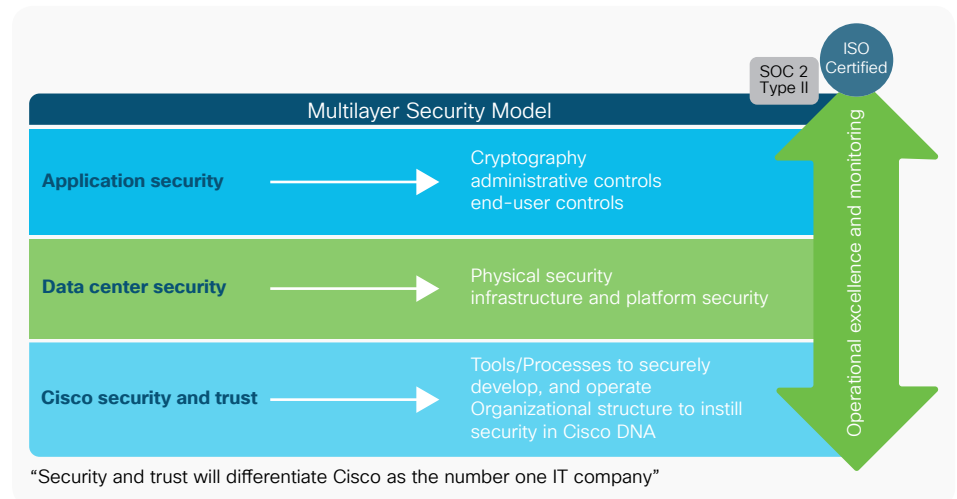 ISO
Certified
SOC 2
Type II
Multilayer Security Model
Application security
Cryptography
administrative controls
end-user controls
Data center security
Physical security
infrastructure and platform security
Cisco security and trust
Tools/Processes to securely
develop, and operate
Organizational structure to instill
security in Cisco DNA
Operational excellence and monitoring
“Security and trust will differentiate Cisco as the number one IT company”